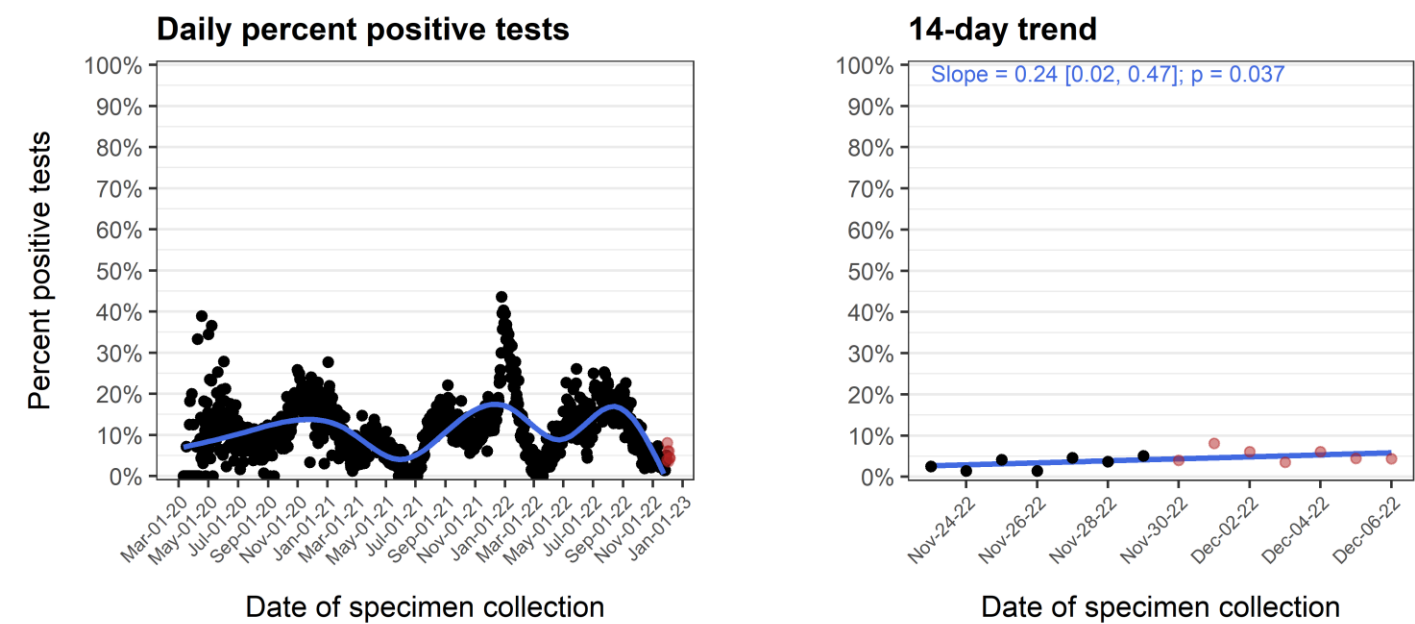 Daily percent positive tests
Percent positive tests
100%
90%
80%
70%
60%
50%
40%
30%
20%
10%
0%
Mar-01-20
May-01-20
Jul-01-20
Sep-01-20
Nov-01-20
Jan-01-21
Mar-01-21
May-01-21
Jul-01-21
Sep-01-21
Nov-01-21
Jan-01-22
Mar-01-22
May-01-22
Jul-01-22
Sep-01-22
Nov-01-22
Jan-01-23
Date of specimen collection
14-day trend
Slope = 0.24 [0.02, 0.47]; p = 0.037
100%
90%
80%
70%
60%
50%
40%
30%
20%
10%
0%
Nov-24-22
Nov-26-22
Nov-28-22
Nov-30-22
Dec-02-22
Dec-04-22
Dec-06-22
Date of specimen collection